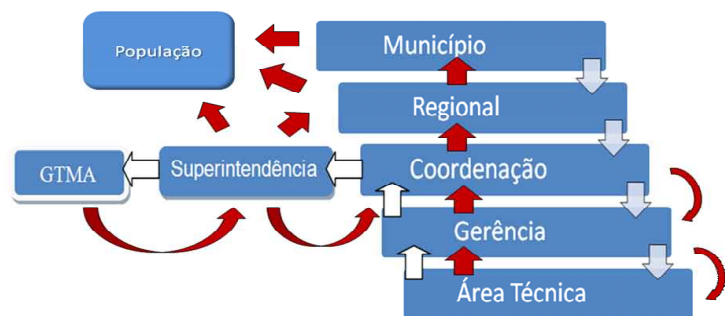 População
Município
Regional
GTMA
Superintendência
Coordenação
Gerência
Área Técnica